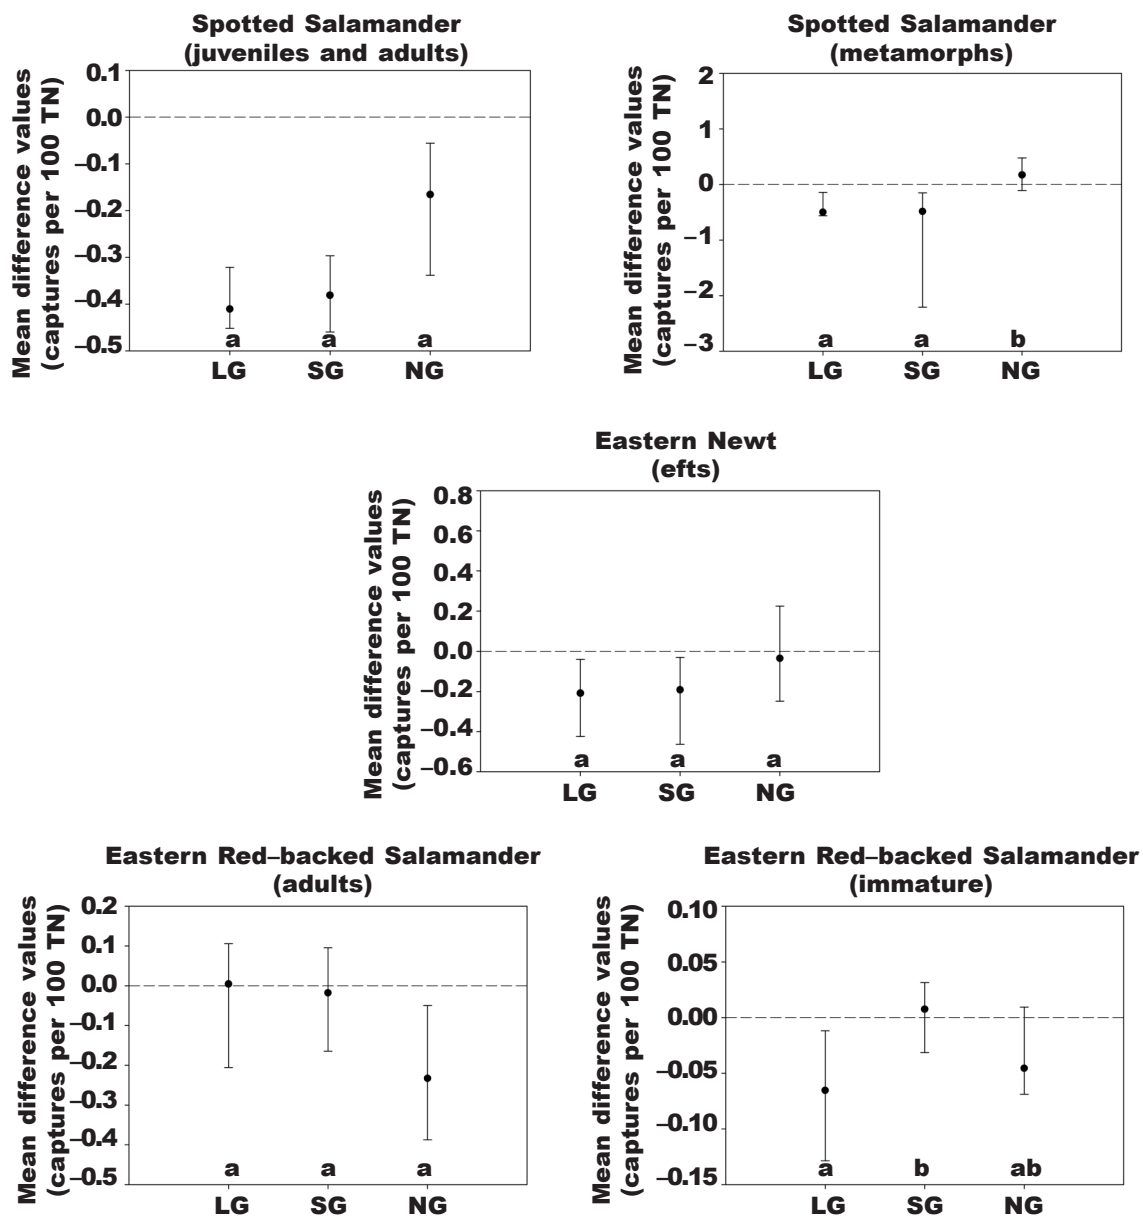 Spotted Salamander
(juveniles and adults)
Mean difference values
(captures per 100 TN)
0.1
0.0
–0.1
–0.2
–0.3
–0.4
–0.5
a a a
LG SG NG
Spotted Salamander
(metamorphs)
Mean difference values
(captures per 100 TN)
2
1
0
–1
–2
–3
a a b
LG SG NG
Eastern Newt
(efts)
Mean difference values
(captures per 100 TN)
0.8
0.6
0.4
0.2
0.0
–0.2
–0.4
–0.6
a a a
LG SG NG
Eastern Red–backed Salamander
(adults)
Mean difference values
(captures per 100 TN)
0.2
0.1
0.0
–0.1
–0.2
–0.3
–0.4
–0.5
a a a
LG SG NG
Eastern Red–backed Salamander
(immature)
Mean difference values
(captures per 100 TN)
0.10
0.05
0.00
–0.05
–0.10
–0.15
a b ab
LG SG NG